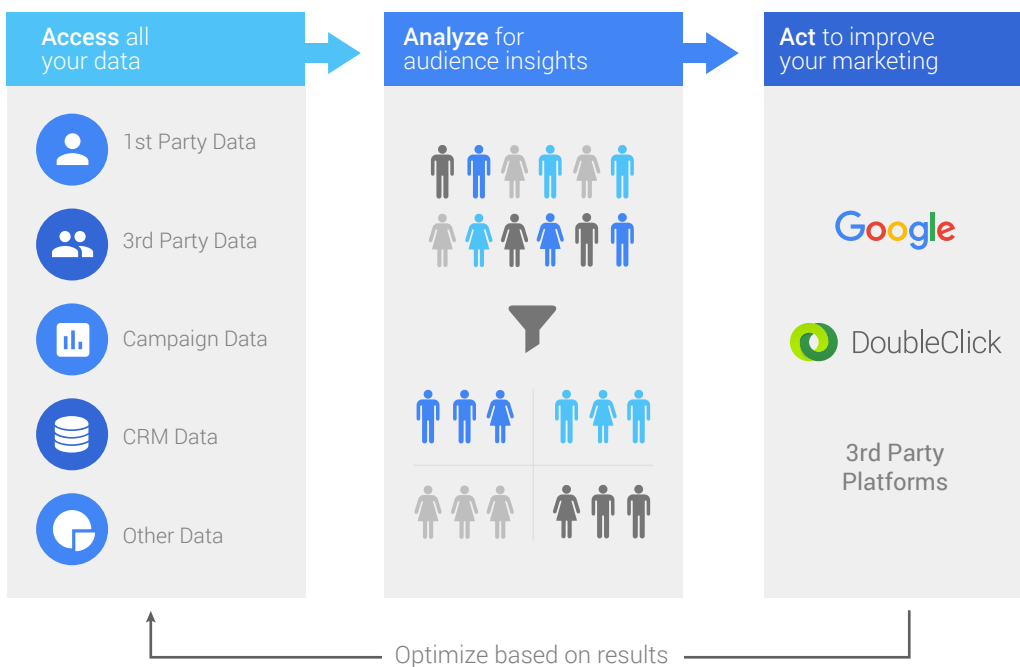 Access all
your data
Analyze for
audience insights
Act to improve
your marketing
1st Party Data
3rd Party Data
Campaign Data
CRM Data
Other Data
Google
DoubleClick
3rd Party
Platforms
Optimize based on results